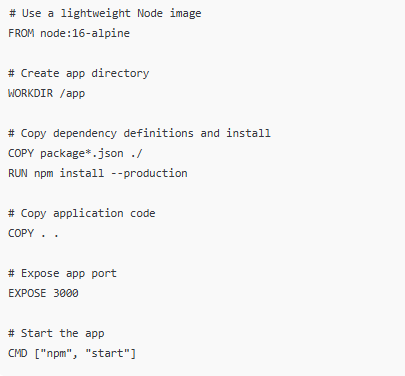 # Use a lightweight Node image
FROM node:16-alpine
# Create app directory
WORKDIR /app
# Copy dependency definitions and install
COPY package*.json ./
RUN npm install --production
# Copy application code
COPY . .
# Expose app port
EXPOSE 3000
# Start the app
CMD ["npm", "start"]